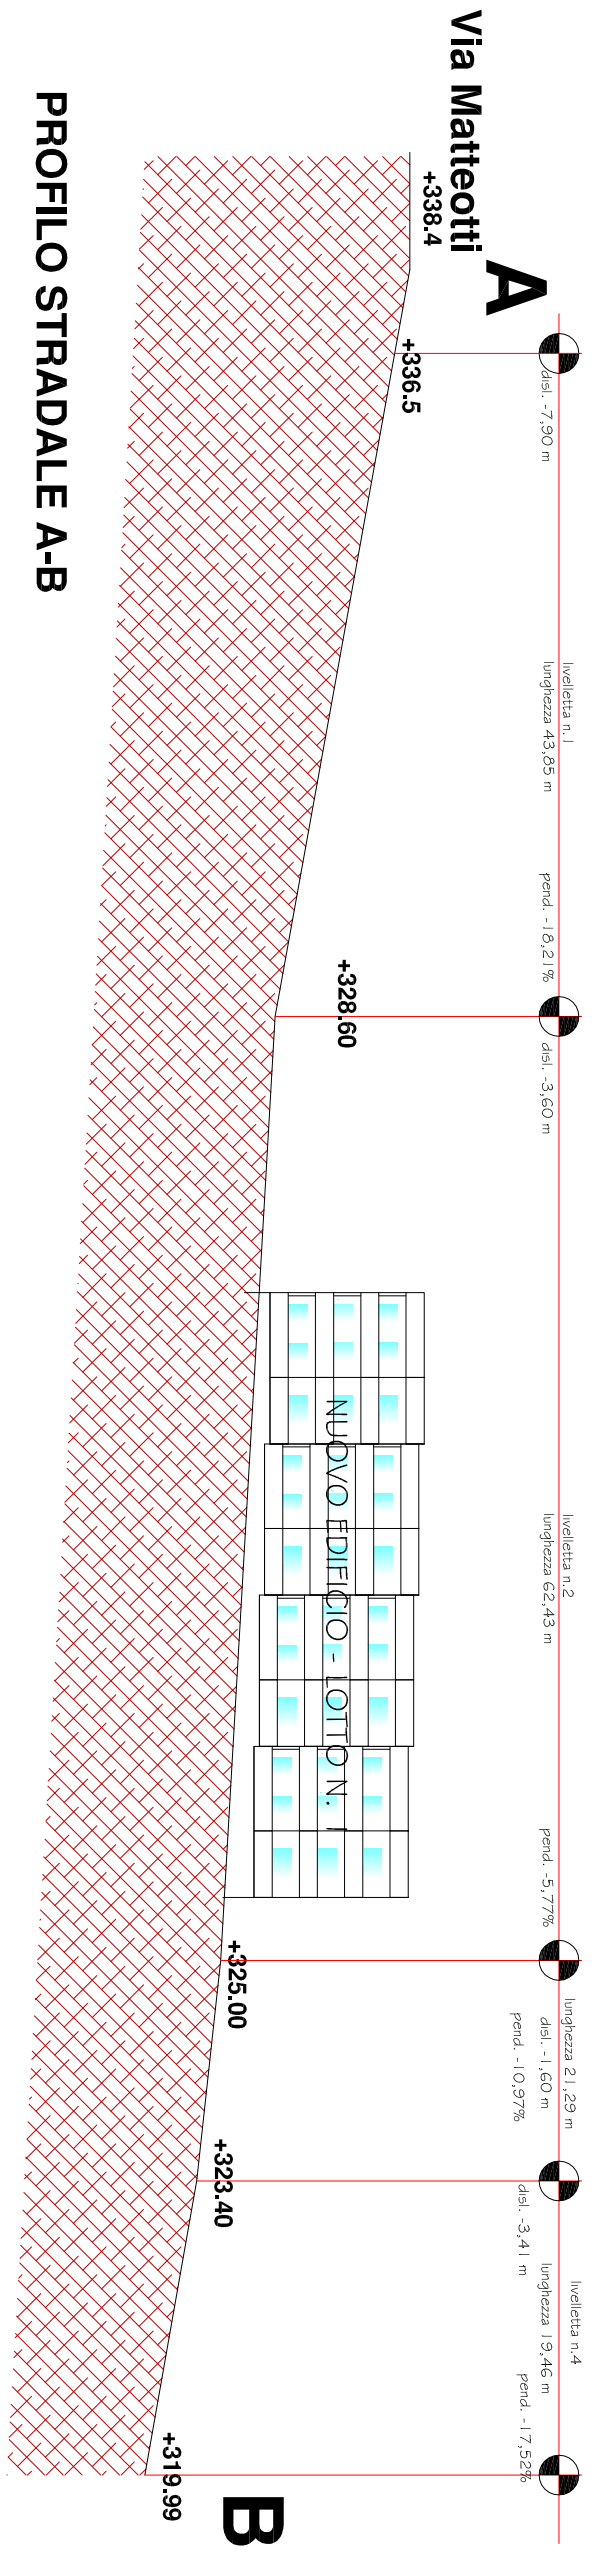 Via Matteotti
A
+338.4
+336.5
disl. -7,90 m
livelletta n.1
lunghezza 43,85 m
pend. -18,21%
+328.60
disl. -3,60 m
livelletta n.2
lunghezza 62,43 m
pend. -5,77%
NUOVO EDIFICIO - LOTTO N. 1
+325.00
lunghezza 21,29 m
disl. -1,60 m
pend. -10,97%
+323.40
disl. -3,41 m
livelletta n.4
lunghezza 19,46 m
pend. -17,52%
+319.99
B
PROFILO STRADALE A-B